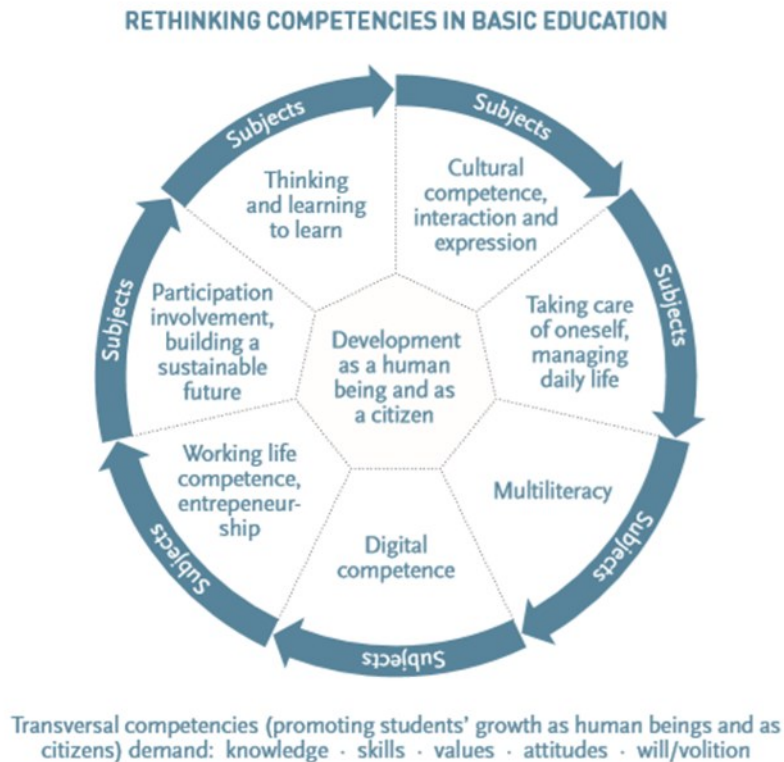 RETHINKING COMPETENCIES IN BASIC EDUCATION
Subjects
Subjects
Thinking
and learning
to learn
Cultural
competence,
interaction and
expression
Subjects
Subjects
Participation
involvement,
building a
sustainable
future
Development
as a human
being and as
a citizen
Taking care
of oneself,
managing
daily life
Working life
competence,
entrepeneur-
ship
Multiliteracy
Digital
competence
Subjects
Subjects
Subjects
Transversal competencies (promoting students’ growth as human beings and as
citizens) demand: knowledge · skills · values · attitudes · will/volition